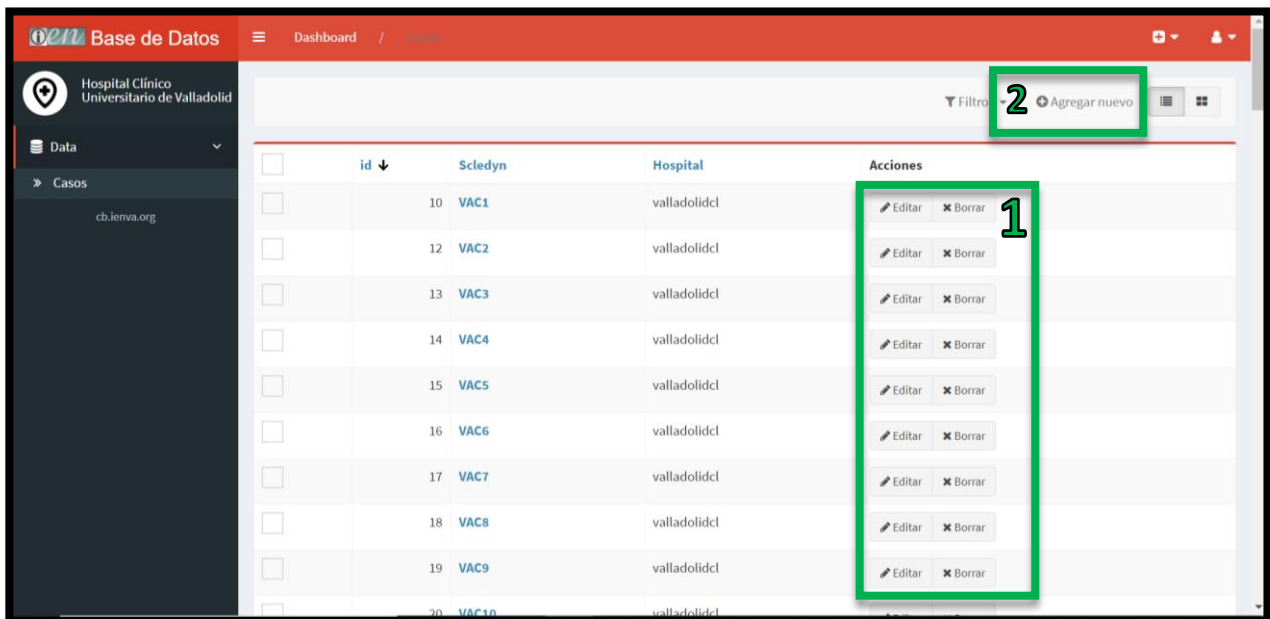 ien Base de Datos
Dashboard /
Hospital Clínico
Universitario de Valladolid
Data
Casos
cb.ienva.org
Filtro 2 Agregar nuevo
id Scledyn Hospital Acciones
10 VAC1 valladolidcl Editar Borrar
1
12 VAC2 valladolidcl Editar Borrar
13 VAC3 valladolidcl Editar Borrar
14 VAC4 valladolidcl Editar Borrar
15 VAC5 valladolidcl Editar Borrar
16 VAC6 valladolidcl Editar Borrar
17 VAC7 valladolidcl Editar Borrar
18 VAC8 valladolidcl Editar Borrar
19 VAC9 valladolidcl Editar Borrar
20 VAC10 valladolidcl